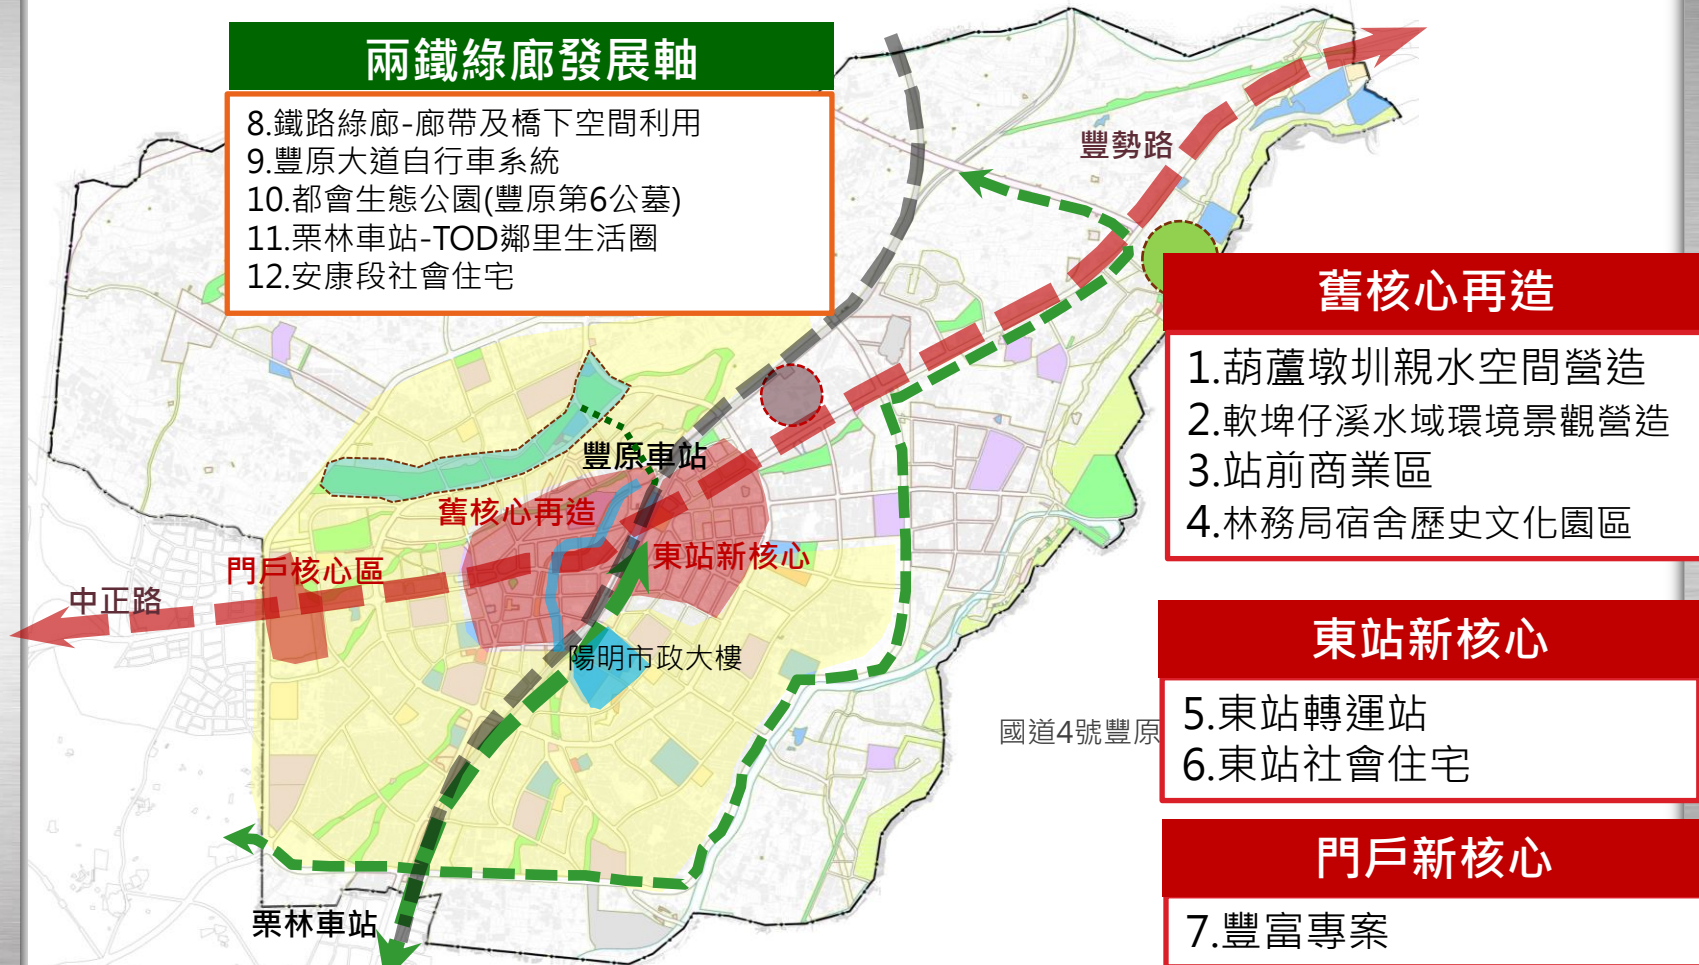 兩鐵綠廊發展軸
8.鐵路綠廊-廊帶及橋下空間利用
9.豐原大道自行車系統
10.都會生態公園(豐原第6公墓)
11.栗林車站-TOD鄰里生活圈
12.安康段社會住宅
豐勢路
舊核心再造
1.葫蘆墩圳親水空間營造
2.軟埤仔溪水域環境景觀營造
3.站前商業區
4.林務局宿舍歷史文化園區
豐原車站
舊核心再造
東站新核心
門戶核心區
中正路
陽明市政大樓
東站新核心
5.東站轉運站
6.東站社會住宅
國道4號豐原
門戶新核心
7.豐富專案
栗林車站